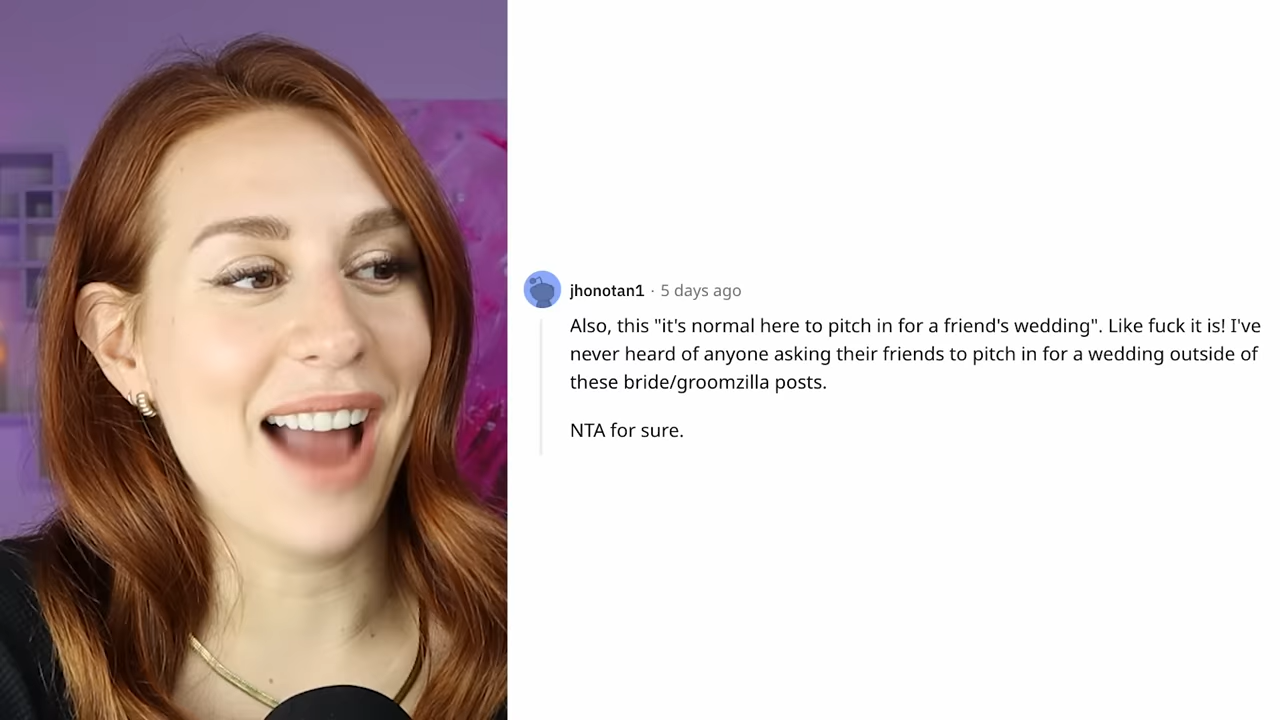 jhonotan1 · 5 days ago
Also, this "it's normal here to pitch in for a friend's wedding". Like fuck it is! I've
never heard of anyone asking their friends to pitch in for a wedding outside of
these bride/groomzilla posts.
NTA for sure.